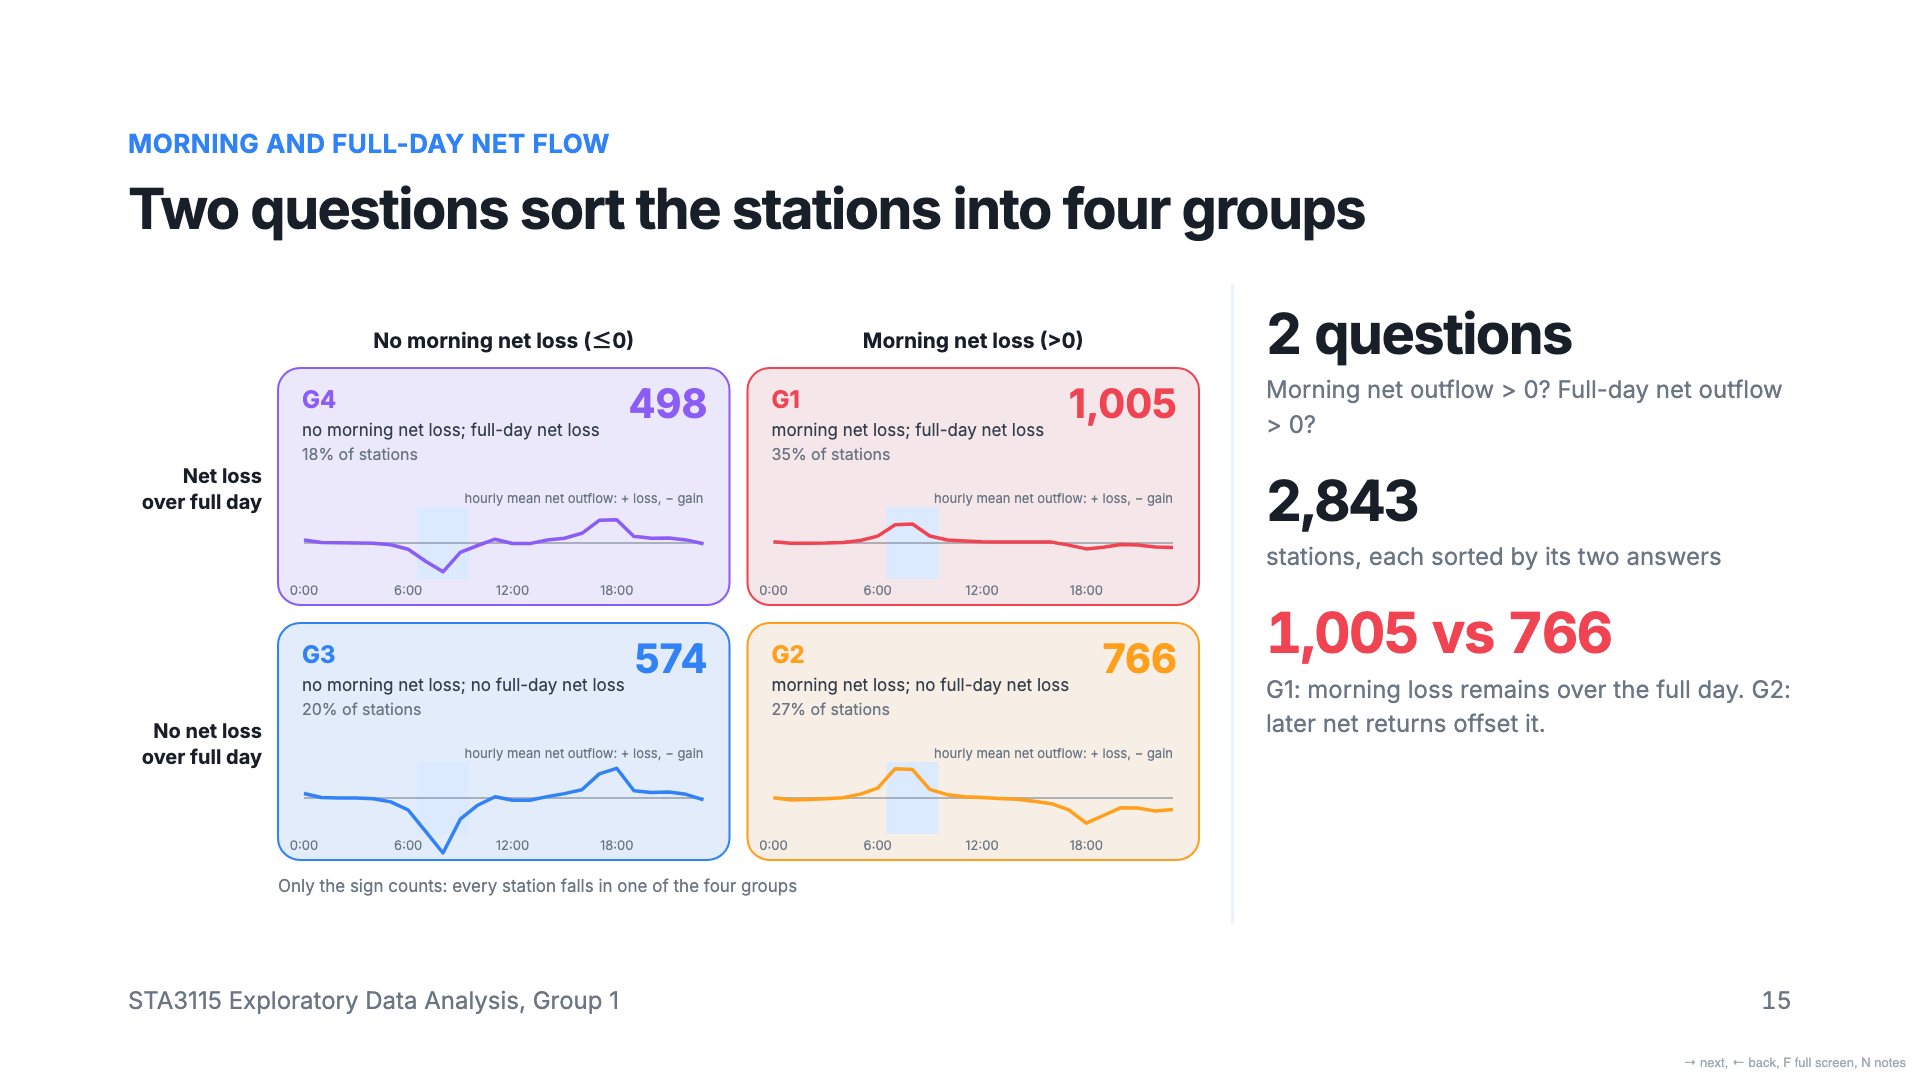 MORNING AND FULL-DAY NET FLOW
Two questions sort the stations into four groups
No morning net loss (≤0)
Morning net loss (>0)
Net loss
over full day
G4
498
no morning net loss; full-day net loss
18% of stations
hourly mean net outflow: + loss, − gain
0:00 6:00 12:00 18:00
G1
1,005
morning net loss; full-day net loss
35% of stations
hourly mean net outflow: + loss, − gain
0:00 6:00 12:00 18:00
No net loss
over full day
G3
574
no morning net loss; no full-day net loss
20% of stations
hourly mean net outflow: + loss, − gain
0:00 6:00 12:00 18:00
G2
766
morning net loss; no full-day net loss
27% of stations
hourly mean net outflow: + loss, − gain
0:00 6:00 12:00 18:00
Only the sign counts: every station falls in one of the four groups
2 questions
Morning net outflow > 0? Full-day net outflow
> 0?
2,843
stations, each sorted by its two answers
1,005 vs 766
G1: morning loss remains over the full day. G2:
later net returns offset it.
STA3115 Exploratory Data Analysis, Group 1
15
→ next, ← back, F full screen, N notes